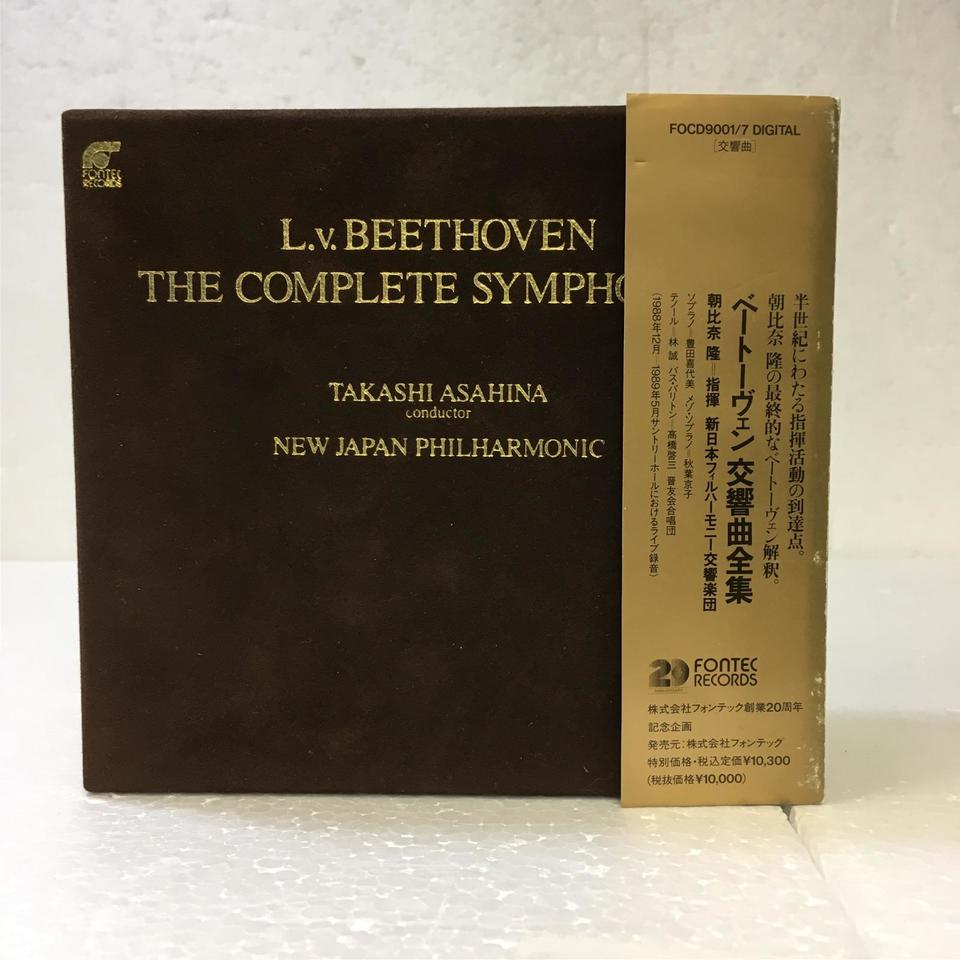 FONTEC
RECORDS
L.v.BEETHOVEN
THE COMPLETE SYMPHO
TAKASHI ASAHINA
conductor
NEW JAPAN PHILHARMONIC
FOCD9001/7 DIGITAL
[交響曲]
半世紀にわたる指揮活動の到達点。
朝比奈 隆の最終的なベートーヴェン解釈。
ベートーヴェン 交響曲全集
朝比奈 隆=指揮 新日本フィルハーモニー交響楽団
ソプラノ=豊田喜代美 メゾ・ソプラノ=秋葉京子
テノール=林 誠 バス・バリトン=高橋啓三 晋友会合唱団
(1988年12月—1989年5月サントリーホールにおけるライブ録音)
20 FONTEC
RECORDS
株式会社フォンテック創業20周年
記念企画
発売元:株式会社フォンテック
特別価格・税込定価¥10,300
(税抜価格¥10,000)